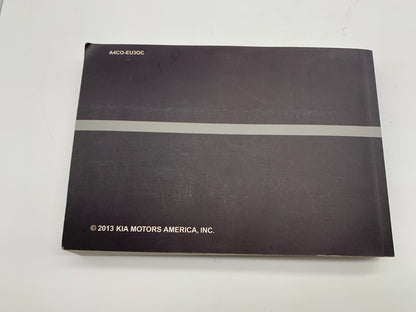 A4CO-EU3OC
© 2013 KIA MOTORS AMERICA, INC.